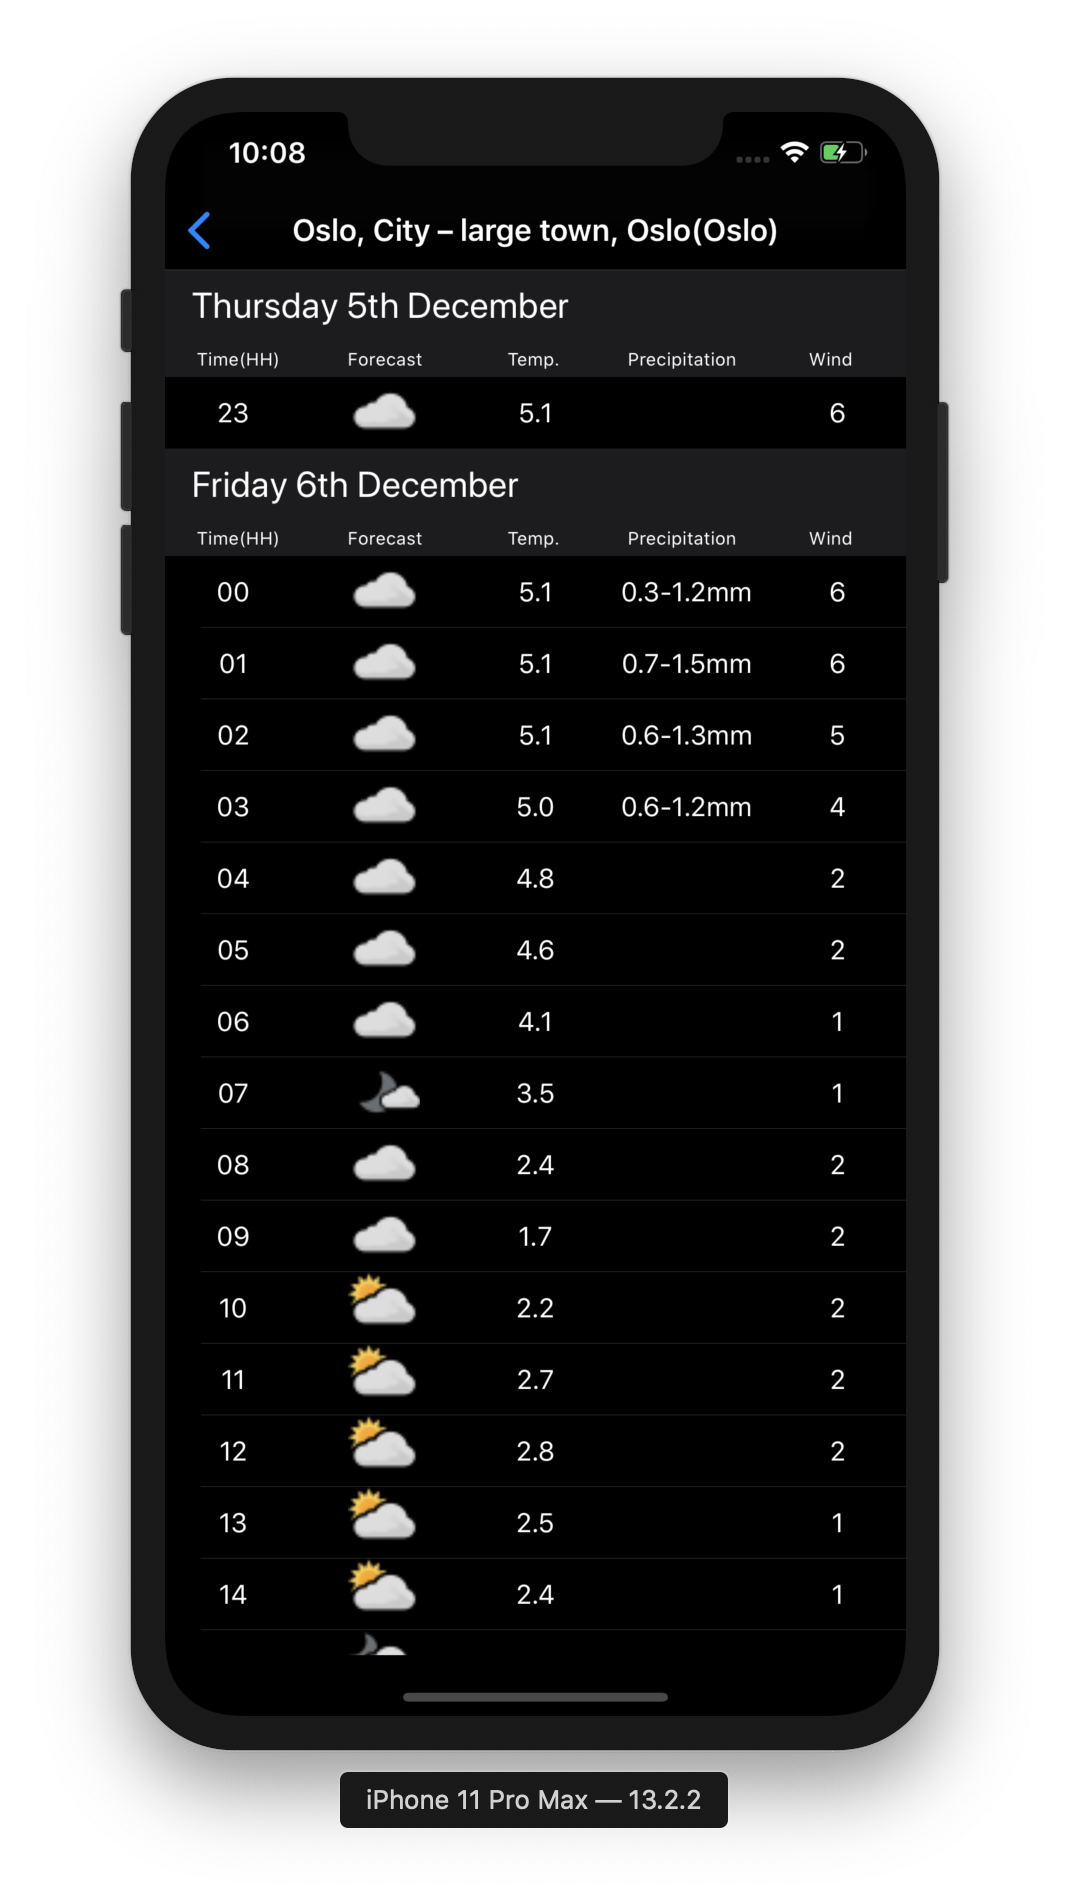 10:08
Oslo, City – large town, Oslo(Oslo)
Thursday 5th December
Time(HH) Forecast Temp. Precipitation Wind
23 5.1 6
Friday 6th December
Time(HH) Forecast Temp. Precipitation Wind
00 5.1 0.3-1.2mm 6
01 5.1 0.7-1.5mm 6
02 5.1 0.6-1.3mm 5
03 5.0 0.6-1.2mm 4
04 4.8 2
05 4.6 2
06 4.1 1
07 3.5 1
08 2.4 2
09 1.7 2
10 2.2 2
11 2.7 2
12 2.8 2
13 2.5 1
14 2.4 1
iPhone 11 Pro Max — 13.2.2